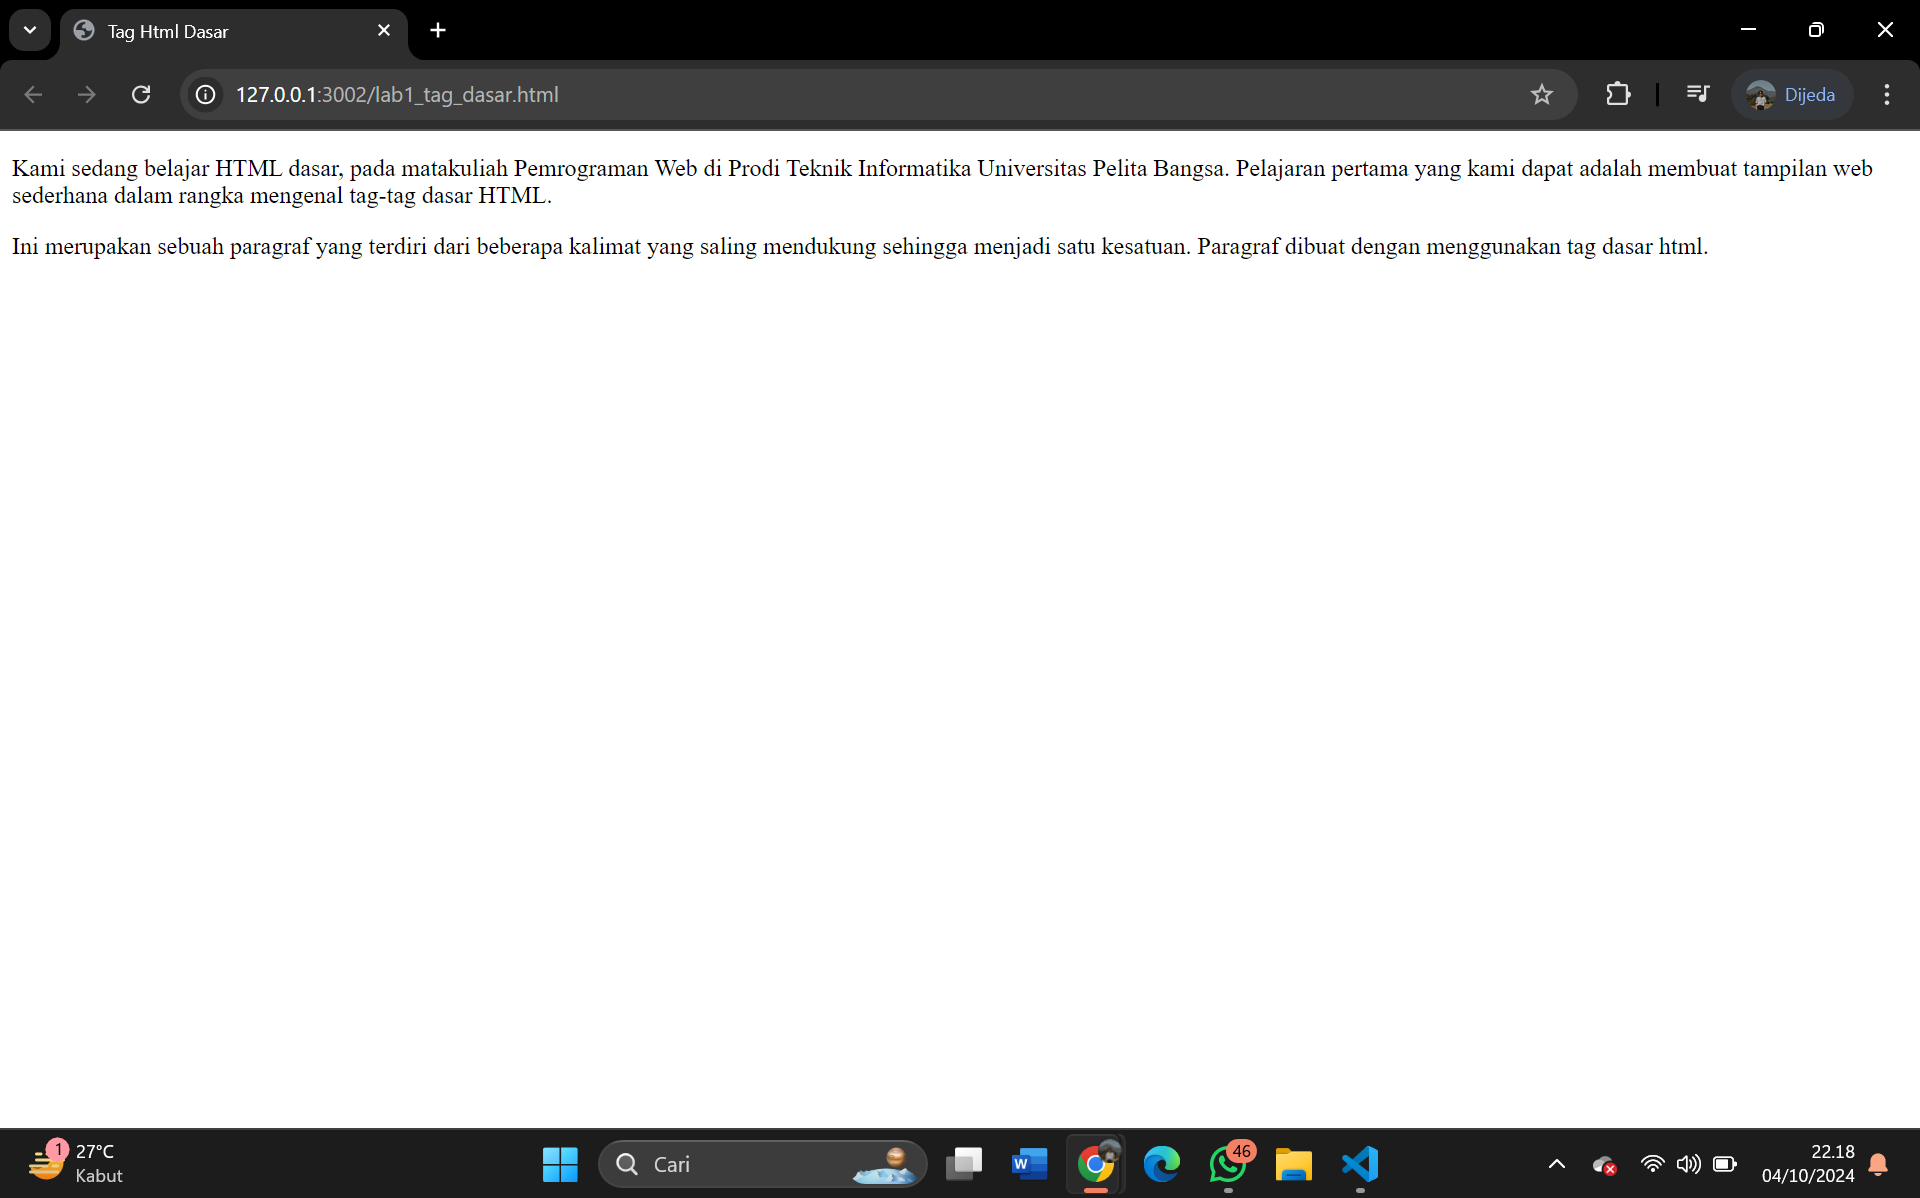 Tag Html Dasar
127.0.0.1:3002/lab1_tag_dasar.html
Dijeda
Kami sedang belajar HTML dasar, pada matakuliah Pemrograman Web di Prodi Teknik Informatika Universitas Pelita Bangsa. Pelajaran pertama yang kami dapat adalah membuat tampilan web
sederhana dalam rangka mengenal tag-tag dasar HTML.
Ini merupakan sebuah paragraf yang terdiri dari beberapa kalimat yang saling mendukung sehingga menjadi satu kesatuan. Paragraf dibuat dengan menggunakan tag dasar html.
1
27°C
Kabut
Cari
W
46
22.18
04/10/2024